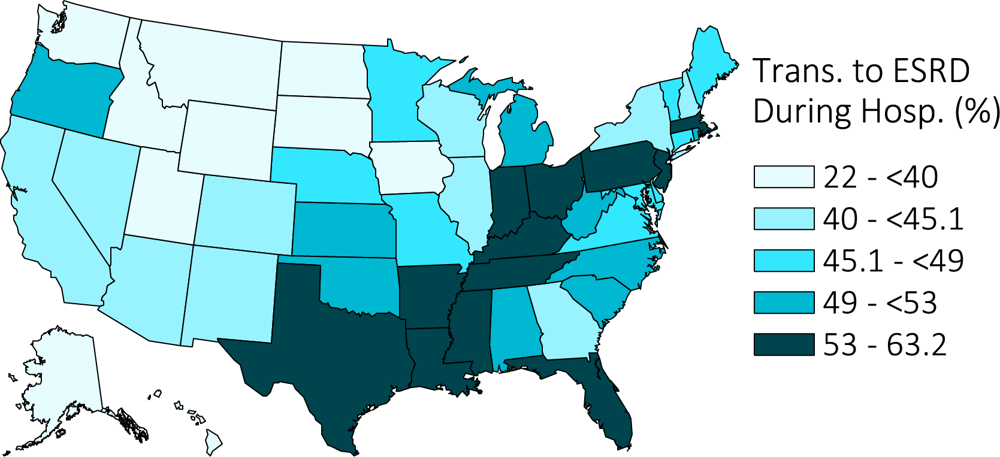 Trans. to ESRD
During Hosp. (%)
22 - <40
40 - <45.1
45.1 - <49
49 - <53
53 - 63.2